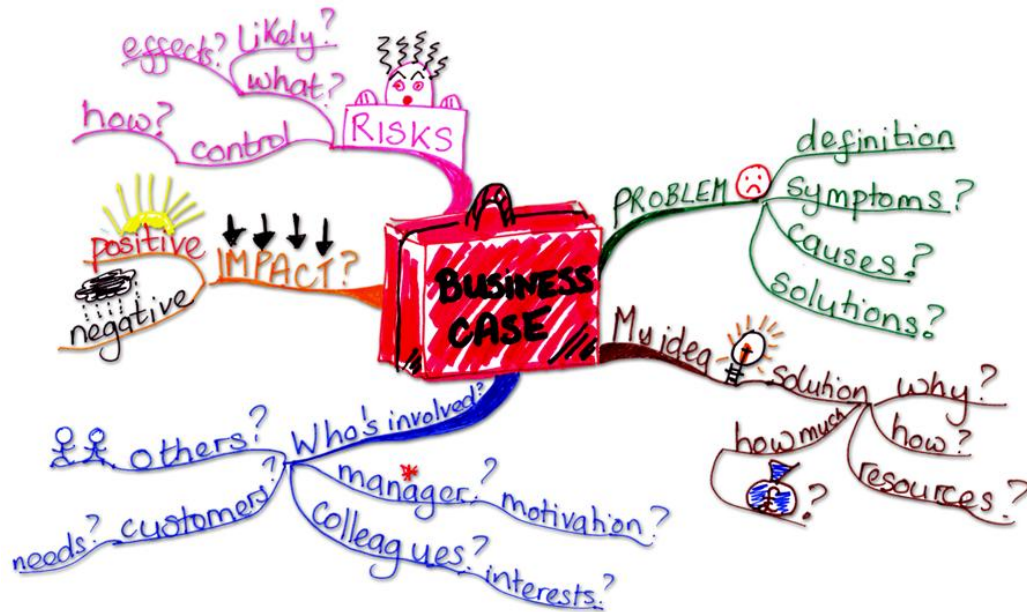 BUSINESS
CASE
PROBLEM
definition
symptoms?
causes?
solutions?
My idea
solution
why?
how?
resources?
how much
?
Who's involved?
manager?
motivation?
colleagues?
interests?
customers?
needs?
others?
IMPACT?
positive
negative
RISKS
what?
Likely?
effects?
control
how?